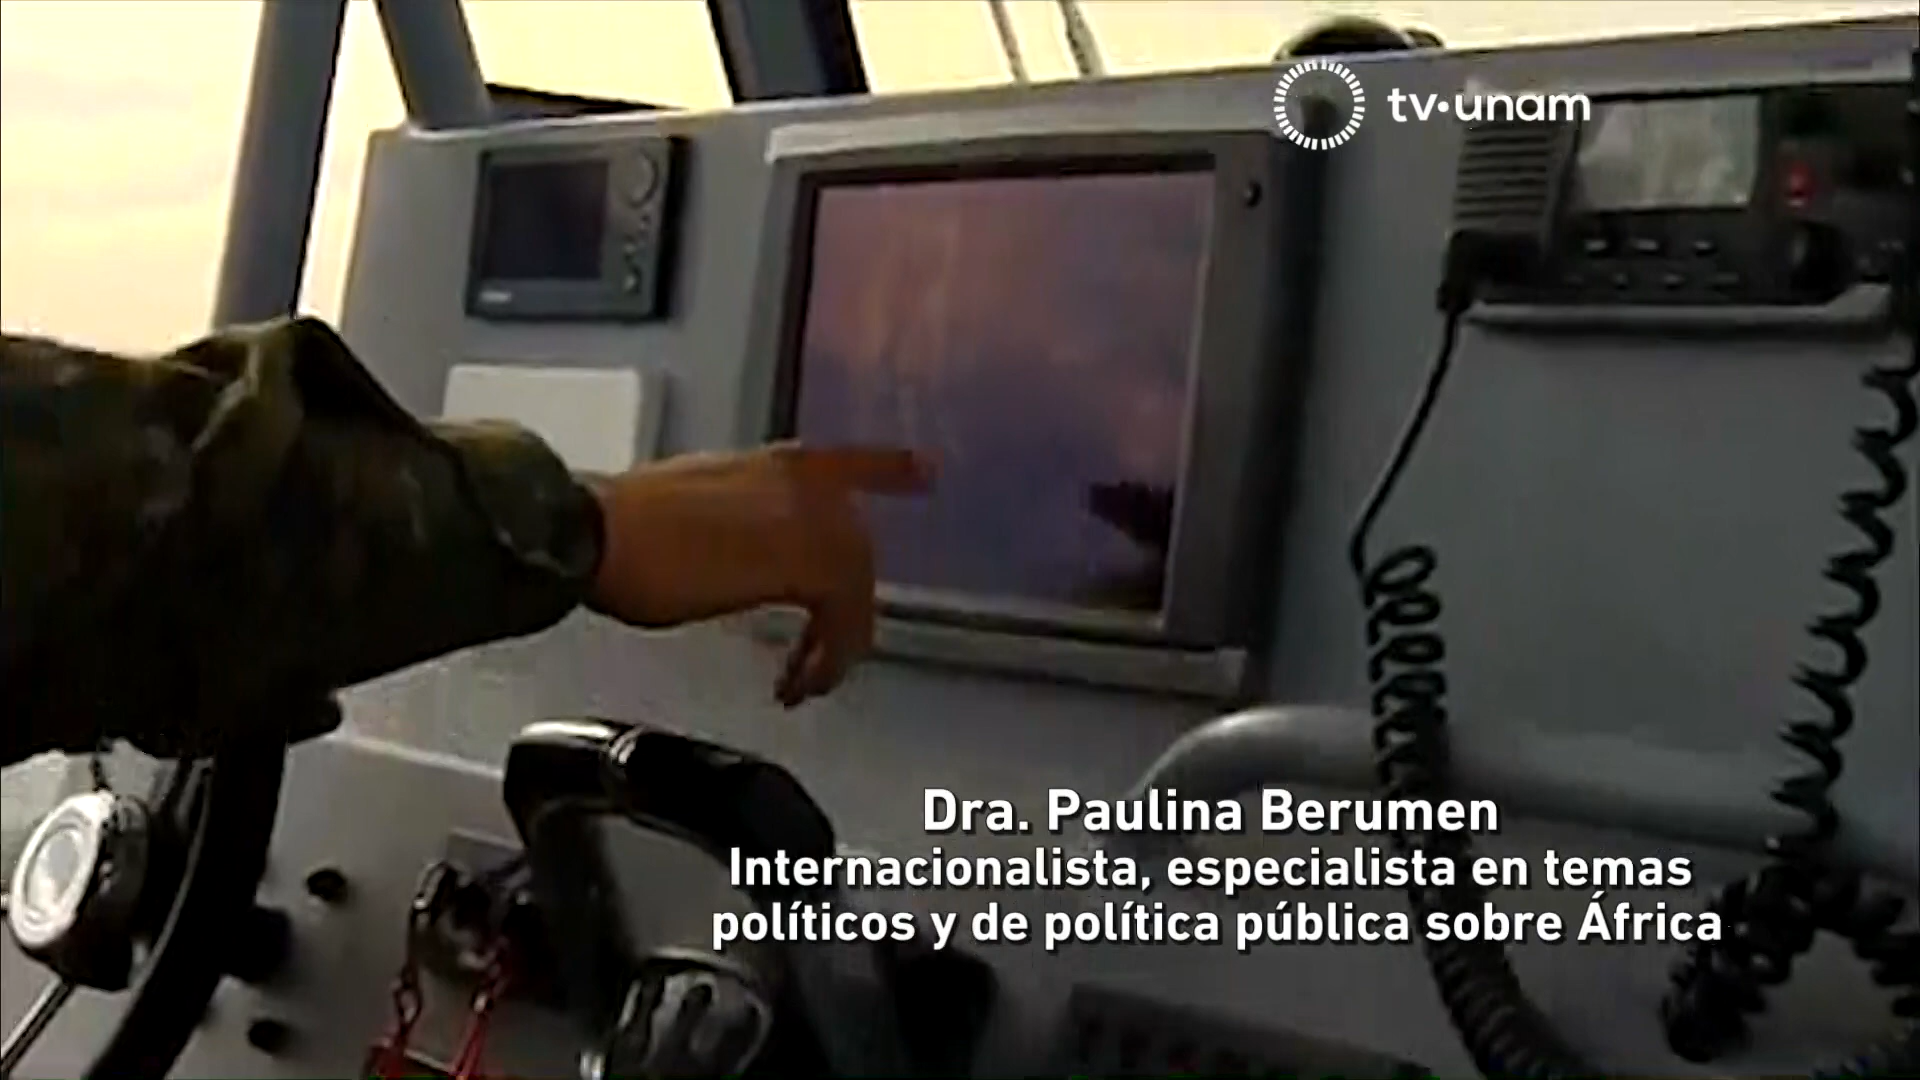 tv·unam
Dra. Paulina Berumen
Internacionalista, especialista en temas
políticos y de política pública sobre África